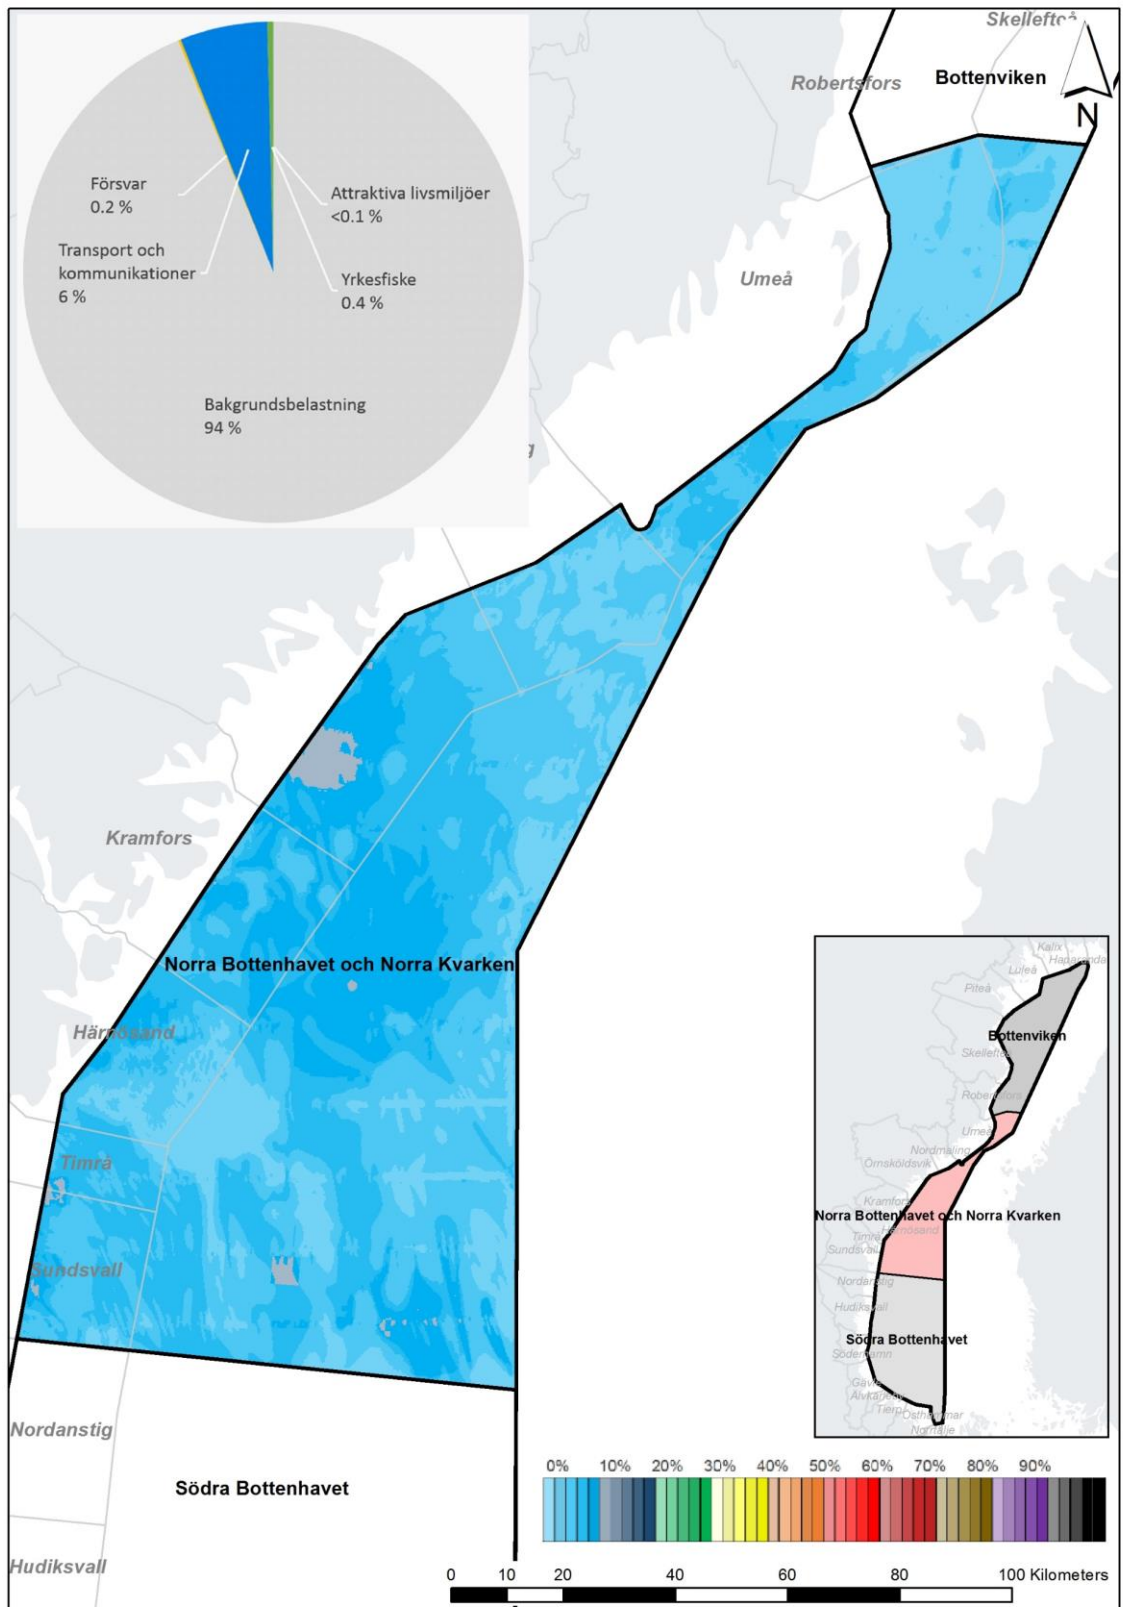 Skellefteå
Robertsfors
Bottenviken
N
Försvar
0.2 %
Attraktiva livsmiljöer
<0.1 %
Transport och
kommunikationer
6 %
Yrkesfiske
0.4 %
Umeå
Bakgrundsbelastning
94 %
g
Kramfors
Norra Bottenhavet och Norra Kvarken
Härnösand
Timrå
Sundsvall
Nordanstig
Södra Bottenhavet
Hudiksvall
Kalix
Haparanda
Luleå
Piteå
Bottenviken
Skellefteå
Robertsfors
Umeå
Nordmaling
Örnsköldsvik
Kramfors
Norra Bottenhavet och Norra Kvarken
Härnösand
Timrå
Sundsvall
Nordanstig
Hudiksvall
Södra Bottenhavet
Söderhamn
Gävle
Älvkarleby
Tierp
Östhammar
Norrtälje
0% 10% 20% 30% 40% 50% 60% 70% 80% 90%
0 10 20 40 60 80 100 Kilometers